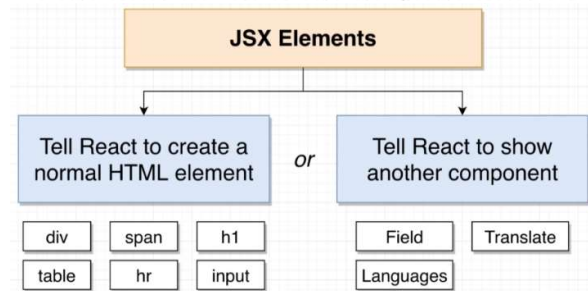 JSX Elements
Tell React to create a
normal HTML element
or
Tell React to show
another component
div
span
h1
table
hr
input
Field
Translate
Languages